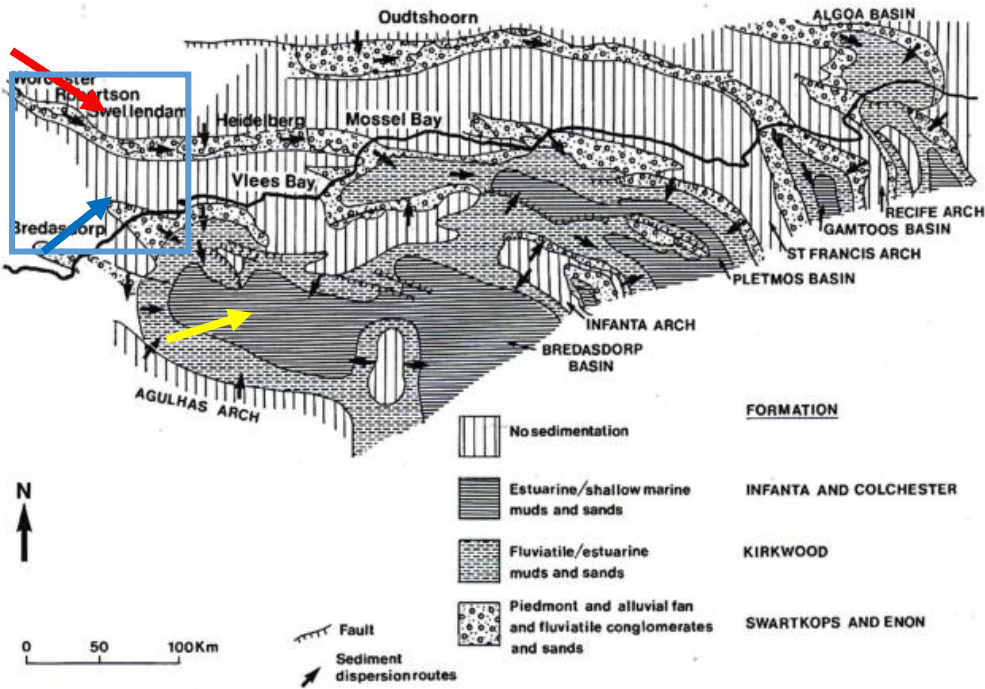 Oudtshoorn
ALGOA BASIN
Worcester
Robertson
Swellendam
Heidelberg
Mossel Bay
Vlees Bay
Bredasdorp
RECIFE ARCH
GAMTOOS BASIN
ST FRANCIS ARCH
PLETMOS BASIN
INFANTA ARCH
BREDASDORP
BASIN
AGULHAS ARCH
FORMATION
No sedimentation
Estuarine/shallow marine
muds and sands
INFANTA AND COLCHESTER
Fluviatile/estuarine
muds and sands
KIRKWOOD
Piedmont and alluvial fan
and fluviatile conglomerates
and sands
SWARTKOPS AND ENON
N
Fault
Sediment
dispersion routes
0 50 100Km